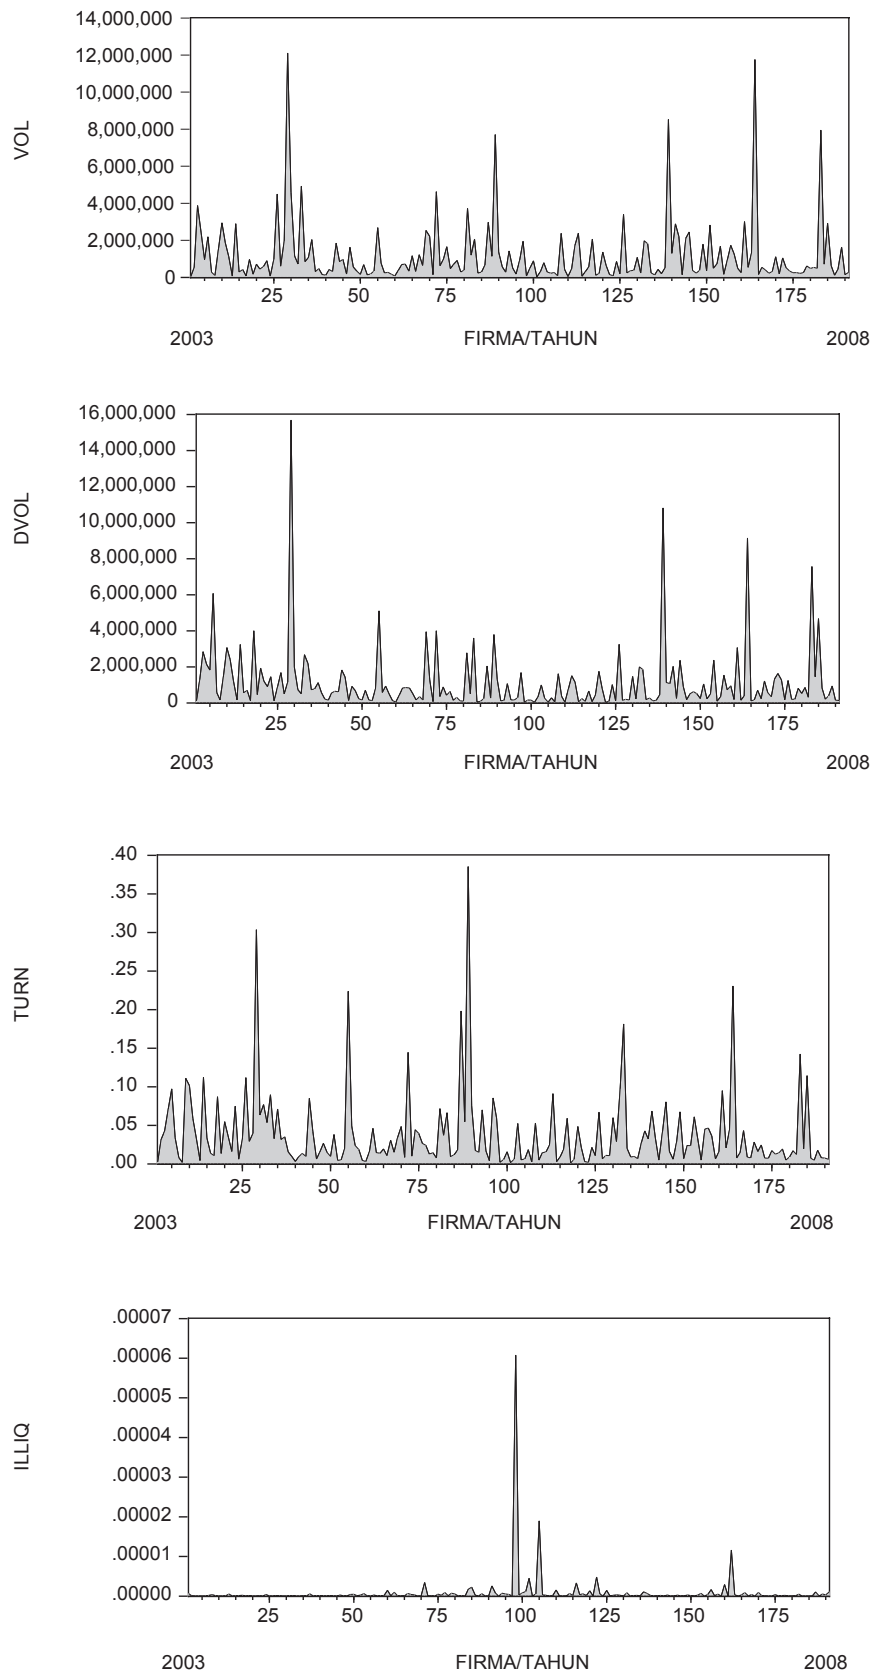 14,000,000
12,000,000
10,000,000
8,000,000
6,000,000
4,000,000
2,000,000
0
VOL
25 50 75 100 125 150 175
2003 FIRMA/TAHUN 2008
16,000,000
14,000,000
12,000,000
10,000,000
8,000,000
6,000,000
4,000,000
2,000,000
0
DVOL
25 50 75 100 125 150 175
2003 FIRMA/TAHUN 2008
.40
.35
.30
.25
.20
.15
.10
.05
.00
TURN
25 50 75 100 125 150 175
2003 FIRMA/TAHUN 2008
.00007
.00006
.00005
.00004
.00003
.00002
.00001
.00000
ILLIQ
25 50 75 100 125 150 175
2003 FIRMA/TAHUN 2008